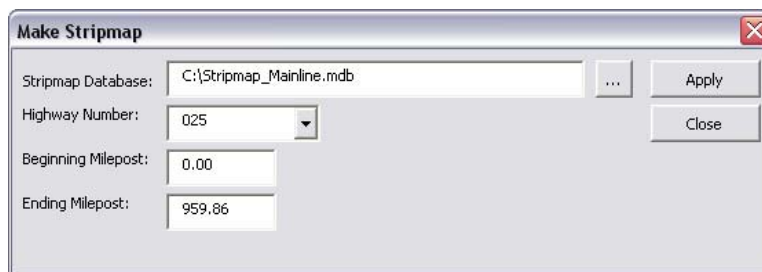 Make Stripmap
Stripmap Database: C:\Stripmap_Mainline.mdb ... Apply
Highway Number: 025 Close
Beginning Milepost: 0.00
Ending Milepost: 959.86